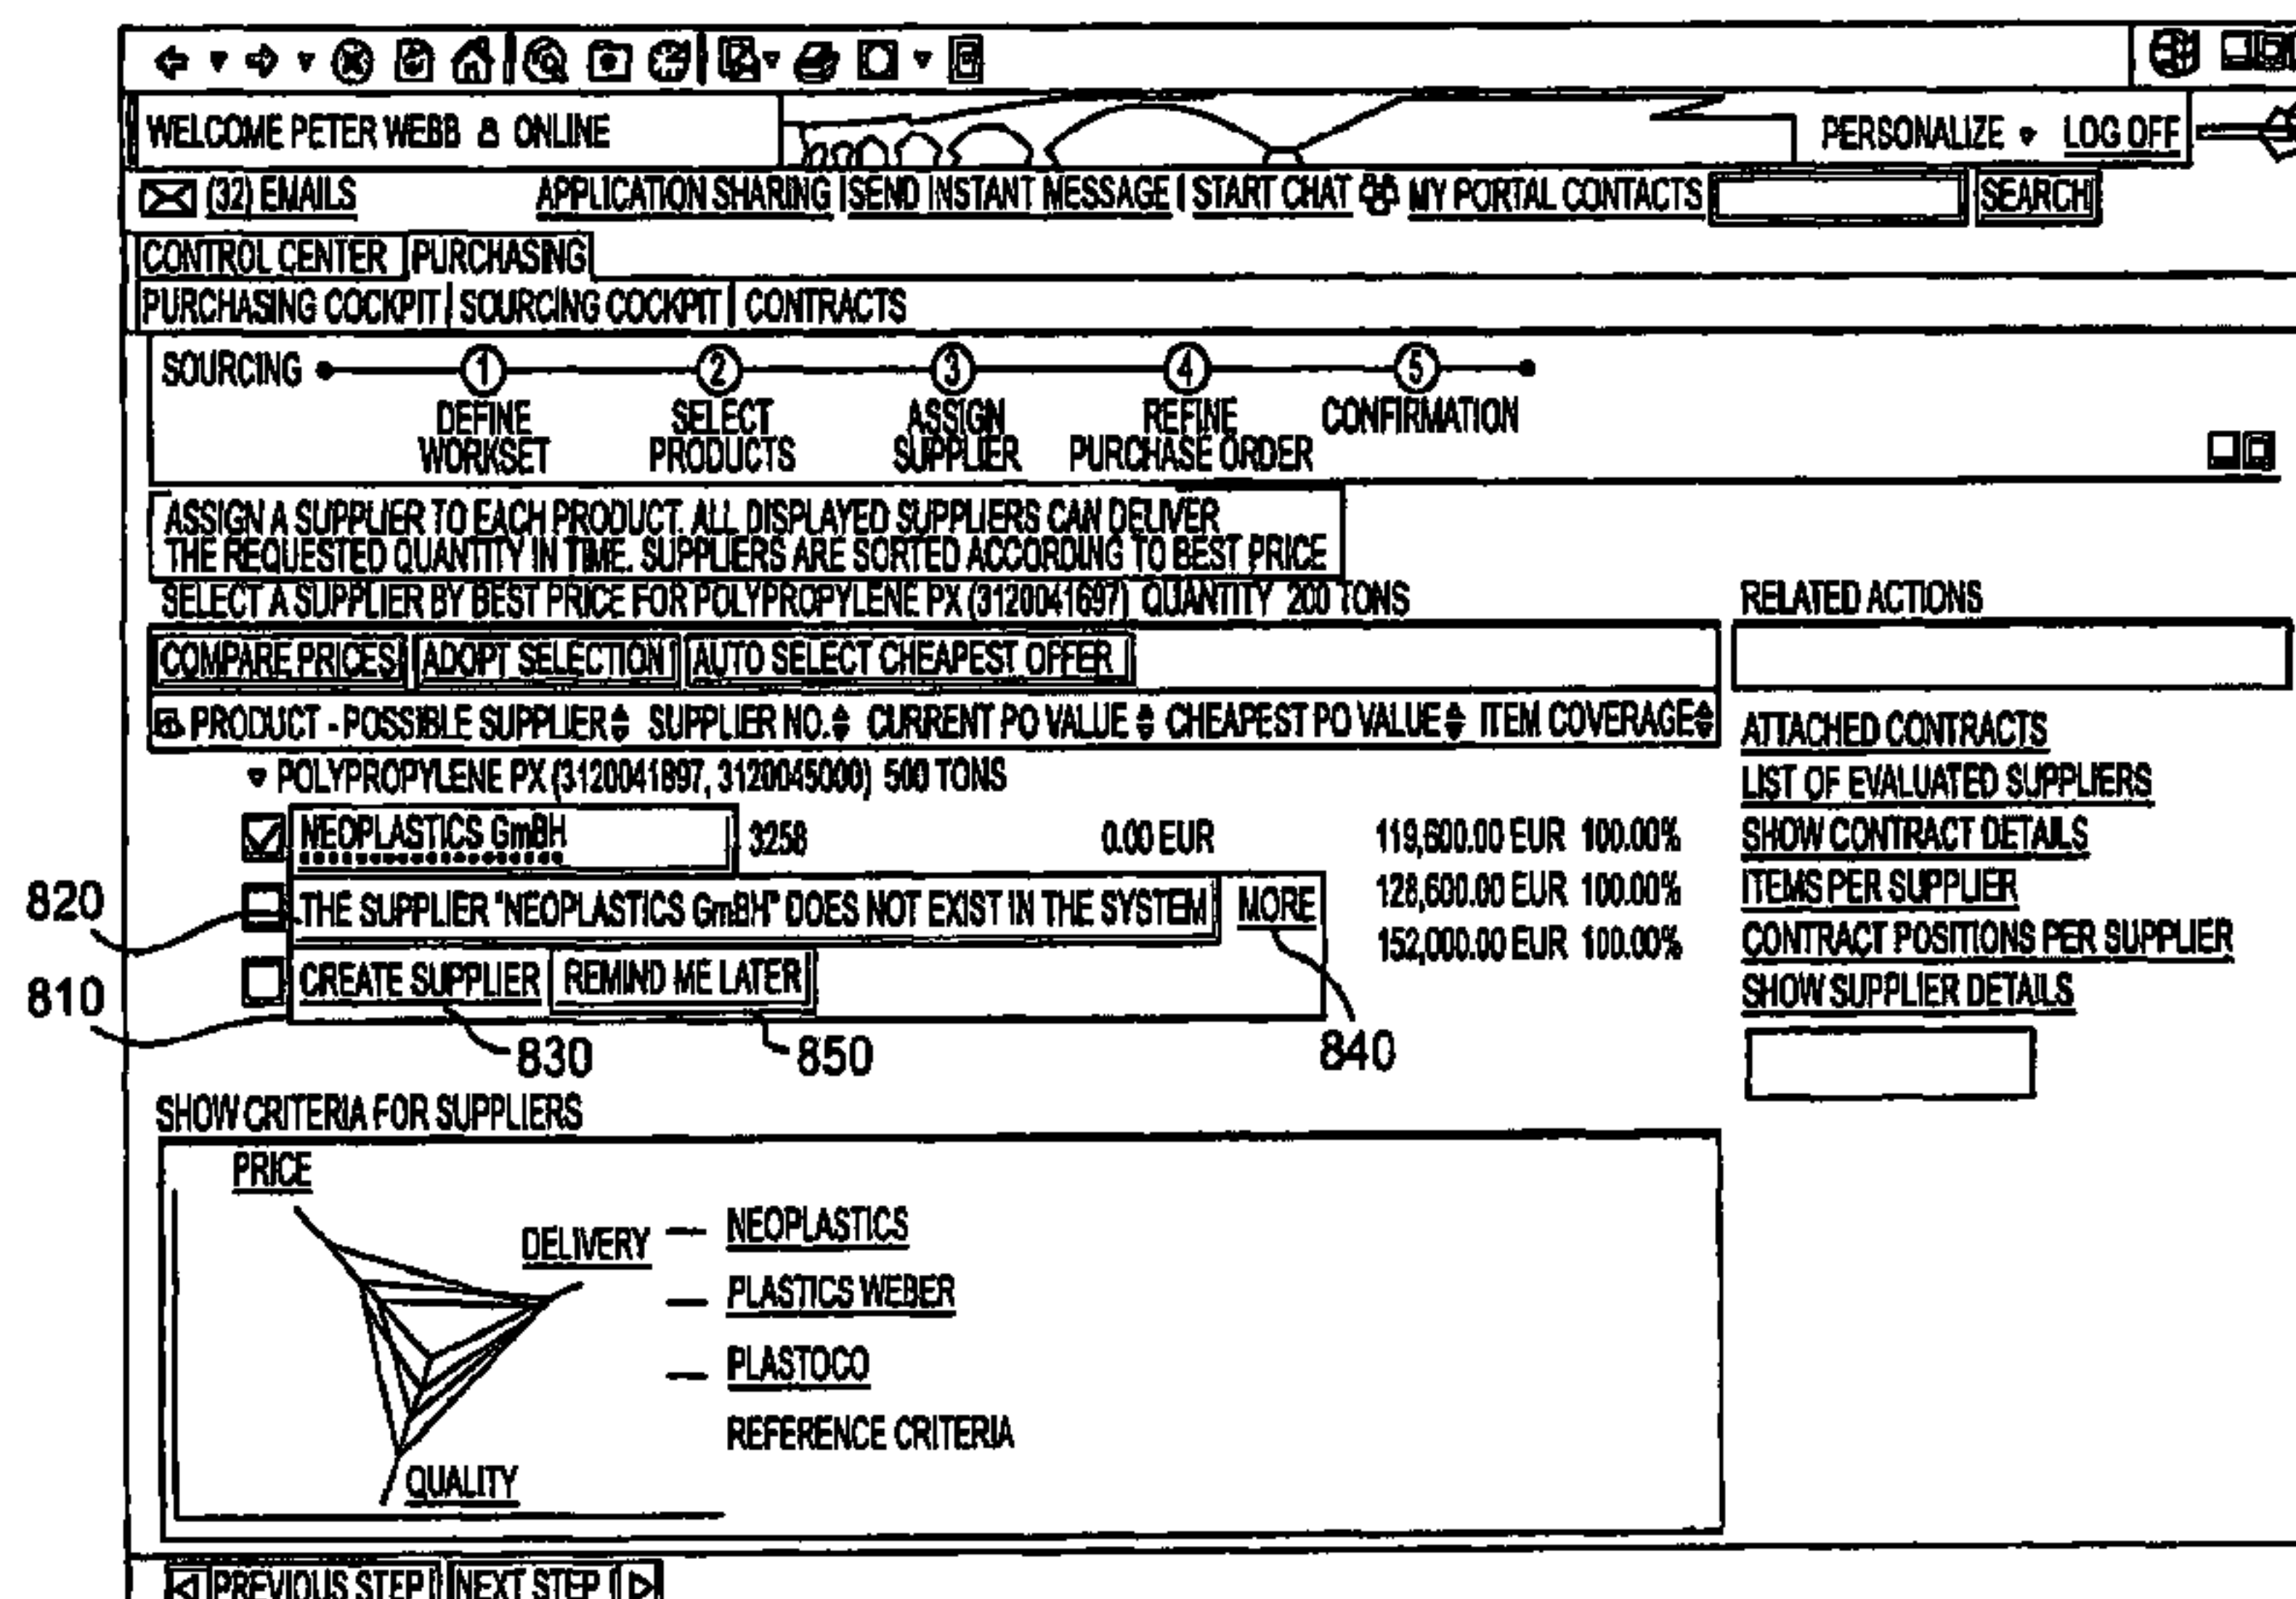 WELCOME PETER WEBB ONLINE
PERSONALIZE LOG OFF
(32) EMAILS APPLICATION SHARING | SEND INSTANT MESSAGE | START CHAT MY PORTAL CONTACTS SEARCH
CONTROL CENTER PURCHASING
PURCHASING COCKPIT | SOURCING COCKPIT | CONTRACTS
SOURCING 1 2 3 4 5
DEFINE WORKSET
SELECT PRODUCTS
ASSIGN SUPPLIER
REFINE PURCHASE ORDER
CONFIRMATION
ASSIGN A SUPPLIER TO EACH PRODUCT. ALL DISPLAYED SUPPLIERS CAN DELIVER
THE REQUESTED QUANTITY IN TIME. SUPPLIERS ARE SORTED ACCORDING TO BEST PRICE
SELECT A SUPPLIER BY BEST PRICE FOR POLYPROPYLENE PX (3120041697) QUANTITY 200 TONS
COMPARE PRICES ADOPT SELECTION AUTO SELECT CHEAPEST OFFER
PRODUCT - POSSIBLE SUPPLIER SUPPLIER NO. CURRENT PO VALUE CHEAPEST PO VALUE ITEM COVERAGE
POLYPROPYLENE PX (3120041897, 3120045000) 500 TONS
NEOPLASTICS GmBH 3258 0.00 EUR 119,600.00 EUR 100.00%
820 THE SUPPLIER "NEOPLASTICS GmBH" DOES NOT EXIST IN THE SYSTEM MORE 128,600.00 EUR 100.00%
152,000.00 EUR 100.00%
810 CREATE SUPPLIER REMIND ME LATER
830 850 840
RELATED ACTIONS
ATTACHED CONTRACTS
LIST OF EVALUATED SUPPLIERS
SHOW CONTRACT DETAILS
ITEMS PER SUPPLIER
CONTRACT POSITIONS PER SUPPLIER
SHOW SUPPLIER DETAILS
SHOW CRITERIA FOR SUPPLIERS
PRICE
DELIVERY
QUALITY
NEOPLASTICS
PLASTICS WEBER
PLASTOCO
REFERENCE CRITERIA
PREVIOUS STEP NEXT STEP